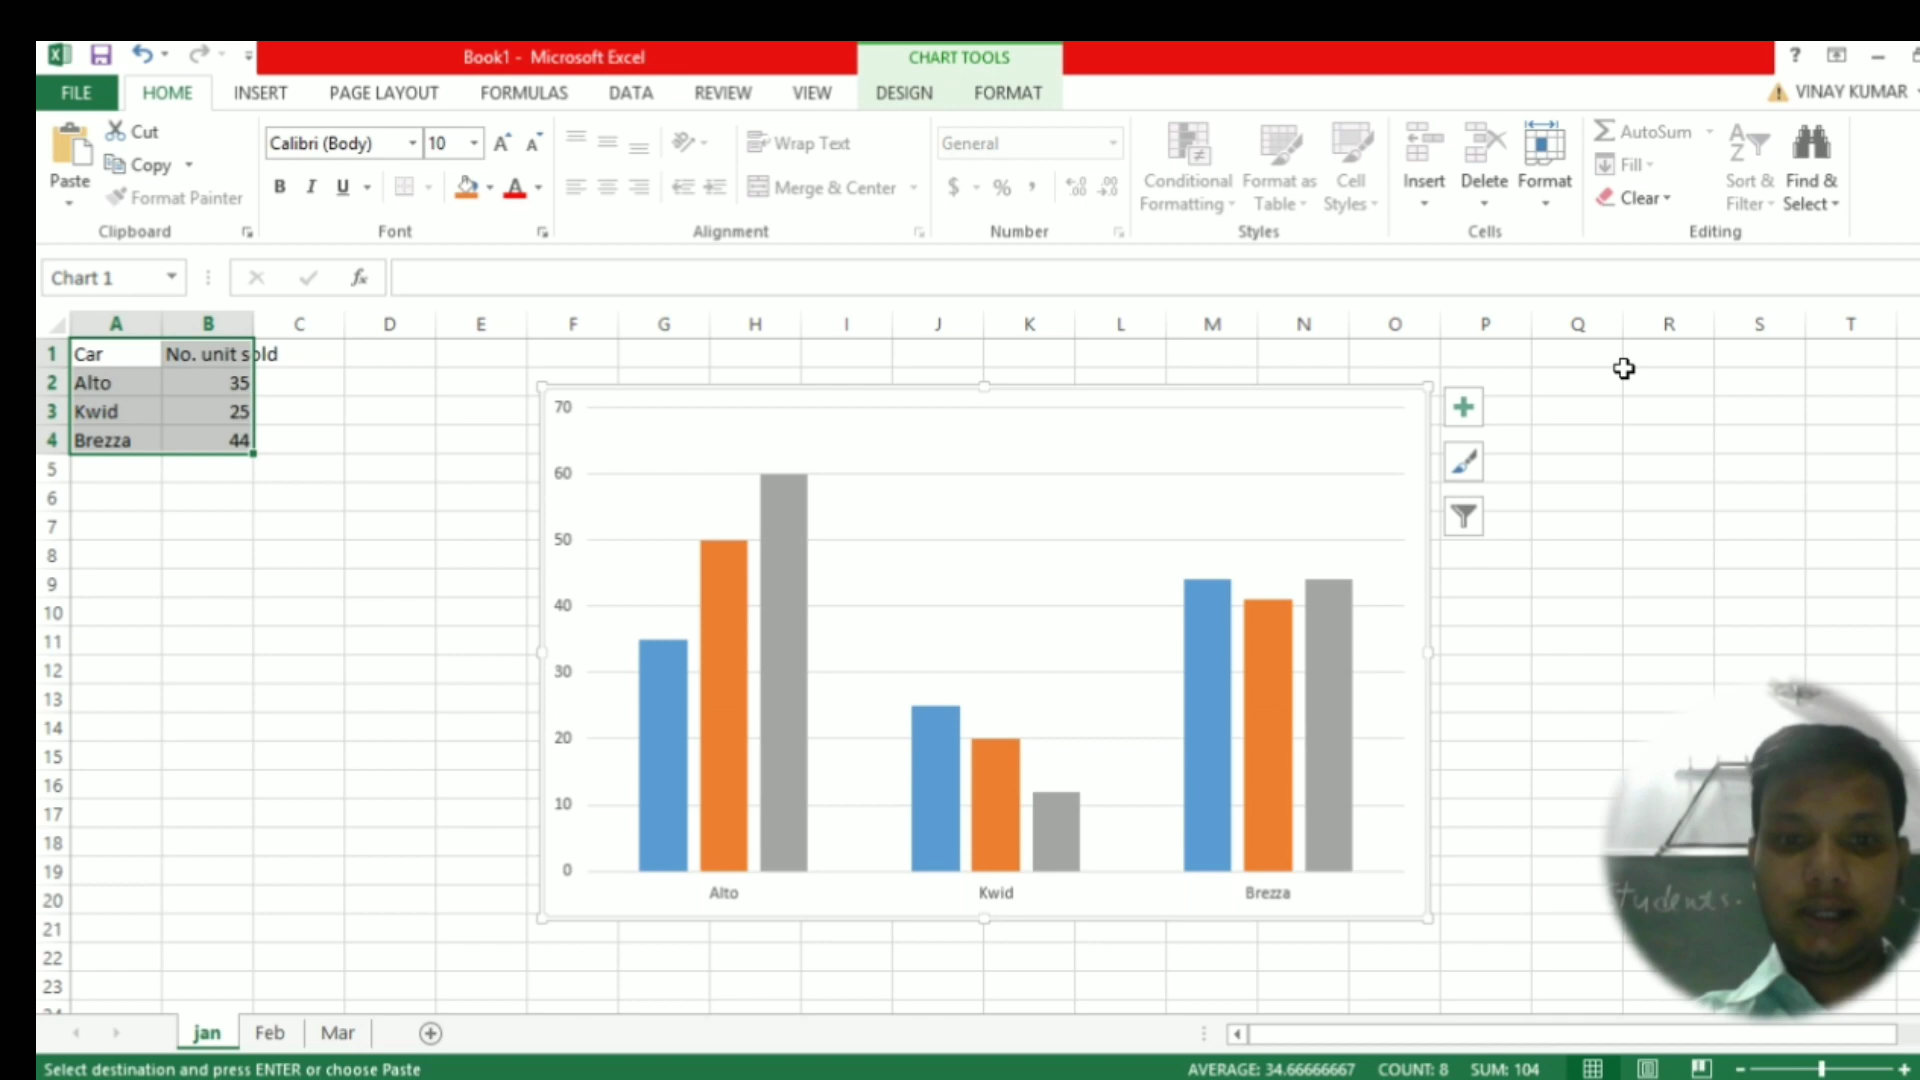 Book1 - Microsoft Excel
CHART TOOLS
?
FILE HOME INSERT PAGE LAYOUT FORMULAS DATA REVIEW VIEW DESIGN FORMAT VINAY KUMAR
Paste
Cut
Copy
Format Painter
Clipboard
Calibri (Body) 10
B I U
Font
Wrap Text
Merge & Center
Alignment
General
$ % ,
Number
Conditional Formatting
Format as Table
Cell Styles
Styles
Insert
Delete
Format
Cells
AutoSum
Fill
Clear
Sort & Filter
Find & Select
Editing
Chart 1
fx
A B C D E F G H I J K L M N O P Q R S T
1 Car No. unit sold
2 Alto 35
3 Kwid 25
4 Brezza 44
5
6
7
8
9
10
11
12
13
14
15
16
17
18
19
20
21
22
23
70
60
50
40
30
20
10
0
Alto Kwid Brezza
students.
jan Feb Mar
Select destination and press ENTER or choose Paste
AVERAGE: 34.66666667 COUNT: 8 SUM: 104